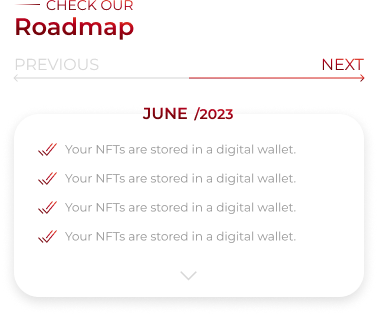 CHECK OUR
Roadmap
PREVIOUS NEXT
JUNE /2023
Your NFTs are stored in a digital wallet.
Your NFTs are stored in a digital wallet.
Your NFTs are stored in a digital wallet.
Your NFTs are stored in a digital wallet.